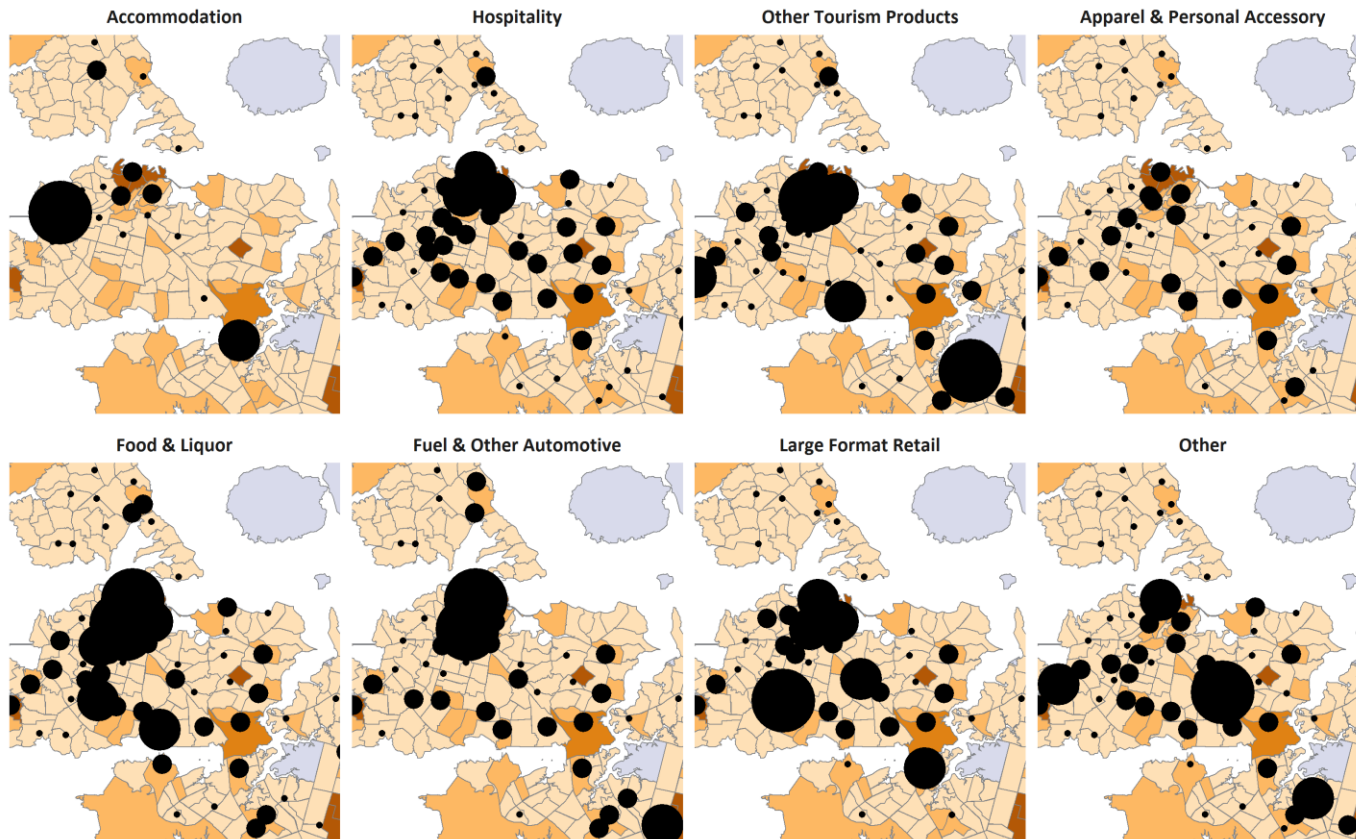 Accommodation
Hospitality
Other Tourism Products
Apparel & Personal Accessory
Food & Liquor
Fuel & Other Automotive
Large Format Retail
Other